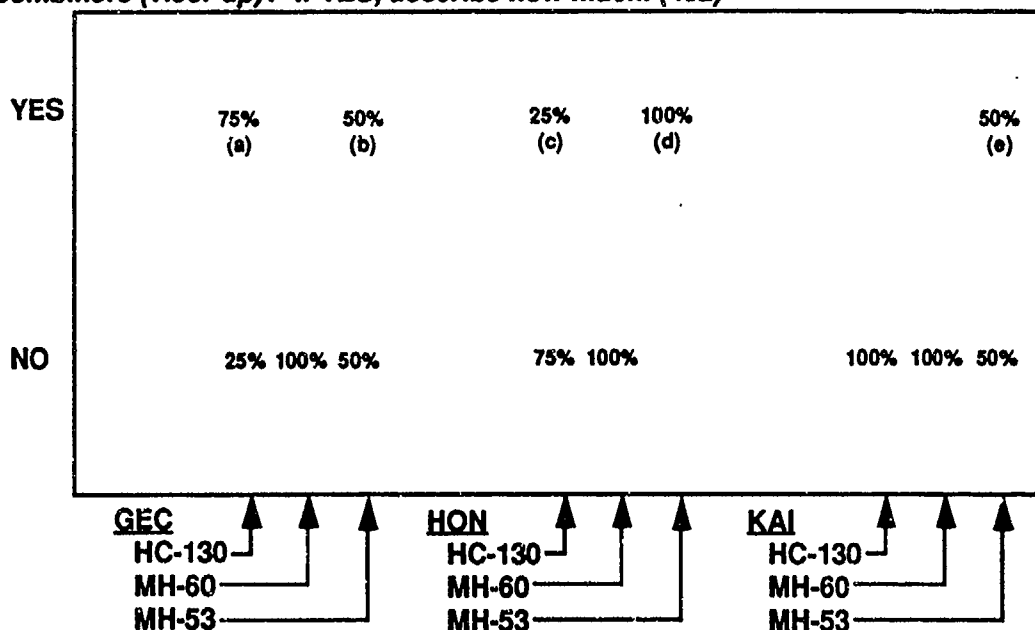 YES
75% 50% 25% 100% 50%
(a) (b) (c) (d) (e)
NO
25% 100% 50% 75% 100% 100% 100% 50%
GEC HON KAI
HC-130 HC-130 HC-130
MH-60 MH-60 MH-60
MH-53 MH-53 MH-53